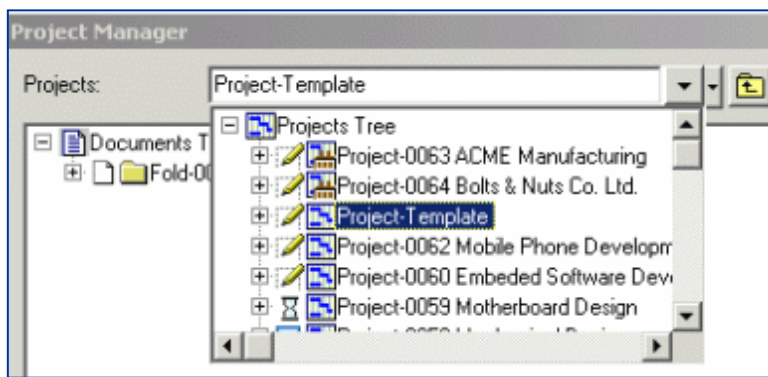 Project Manager
Projects:
Project-Template
Documents T
Fold-00
Projects Tree
Project-0063 ACME Manufacturing
Project-0064 Bolts & Nuts Co. Ltd.
Project-Template
Project-0062 Mobile Phone Developm
Project-0060 Embeded Software Deve
Project-0059 Motherboard Design